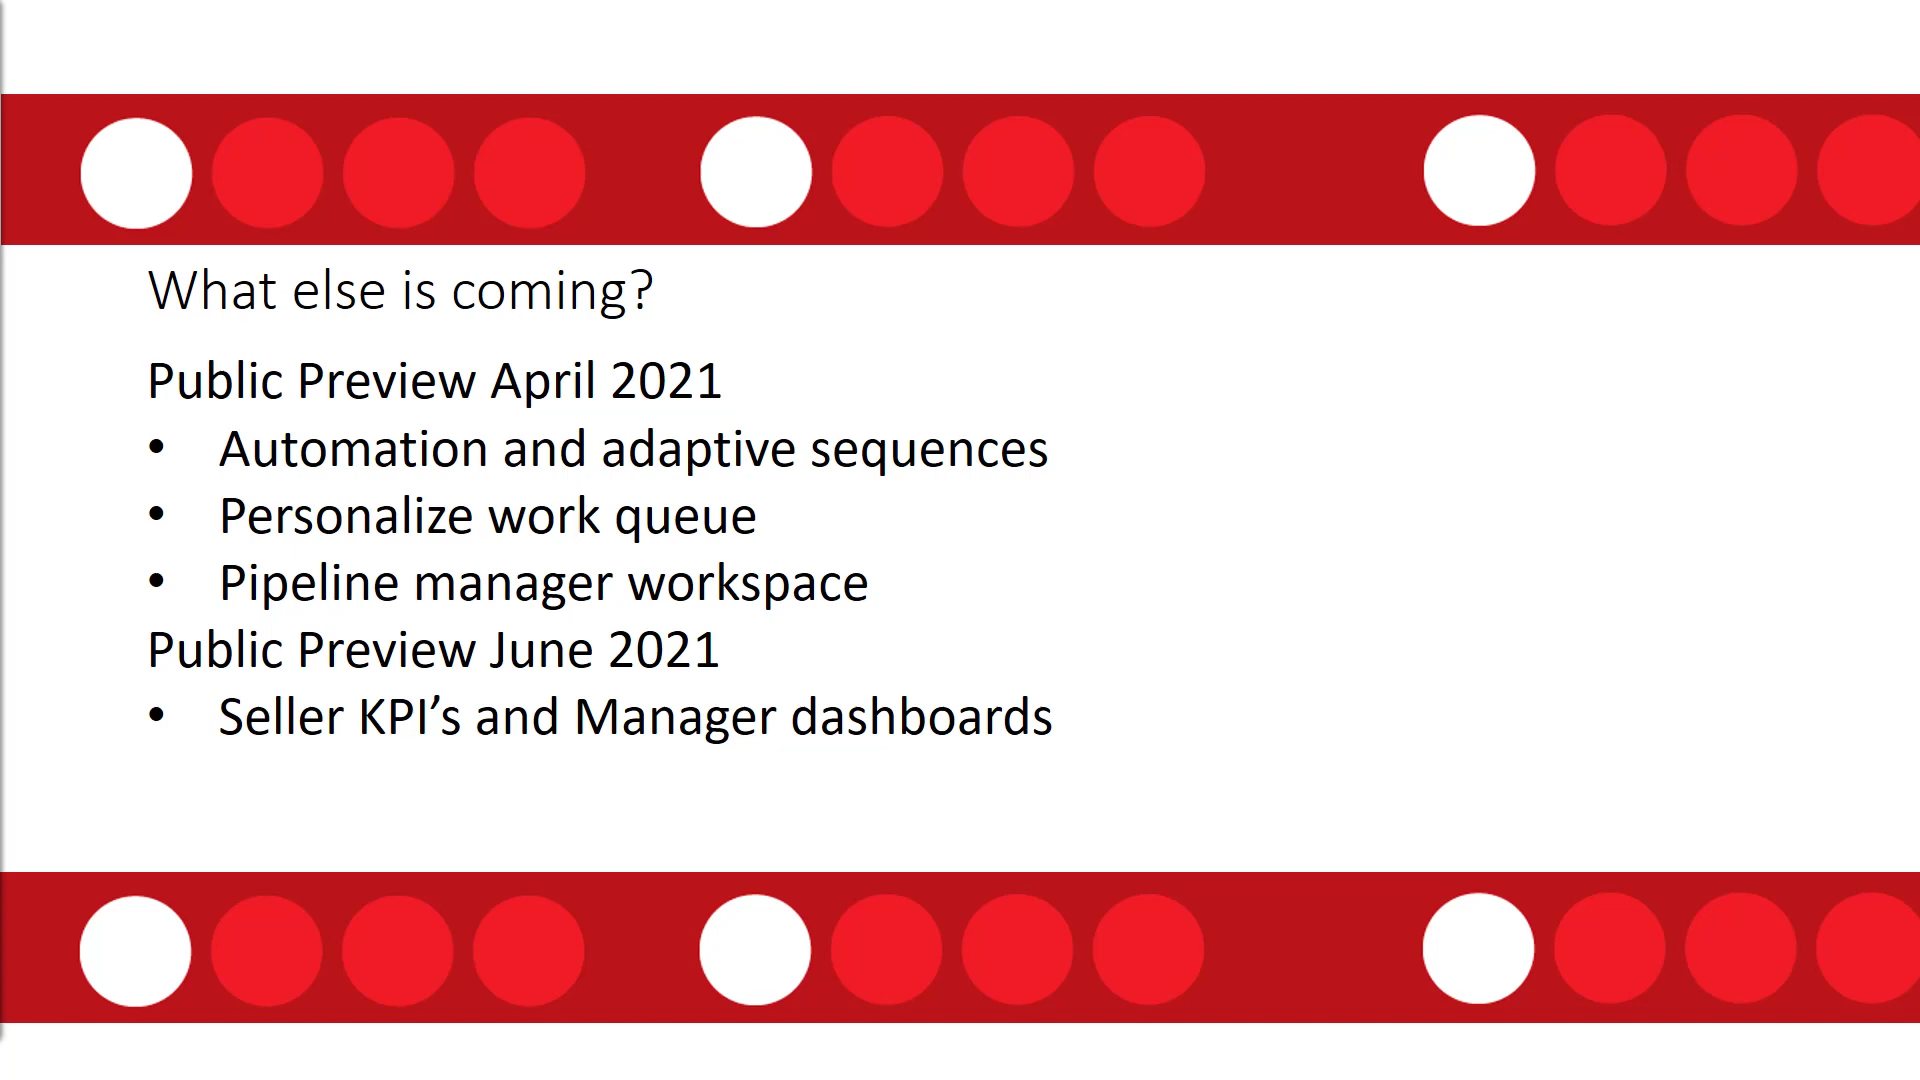 What else is coming?
Public Preview April 2021
• Automation and adaptive sequences
• Personalize work queue
• Pipeline manager workspace
Public Preview June 2021
• Seller KPI’s and Manager dashboards